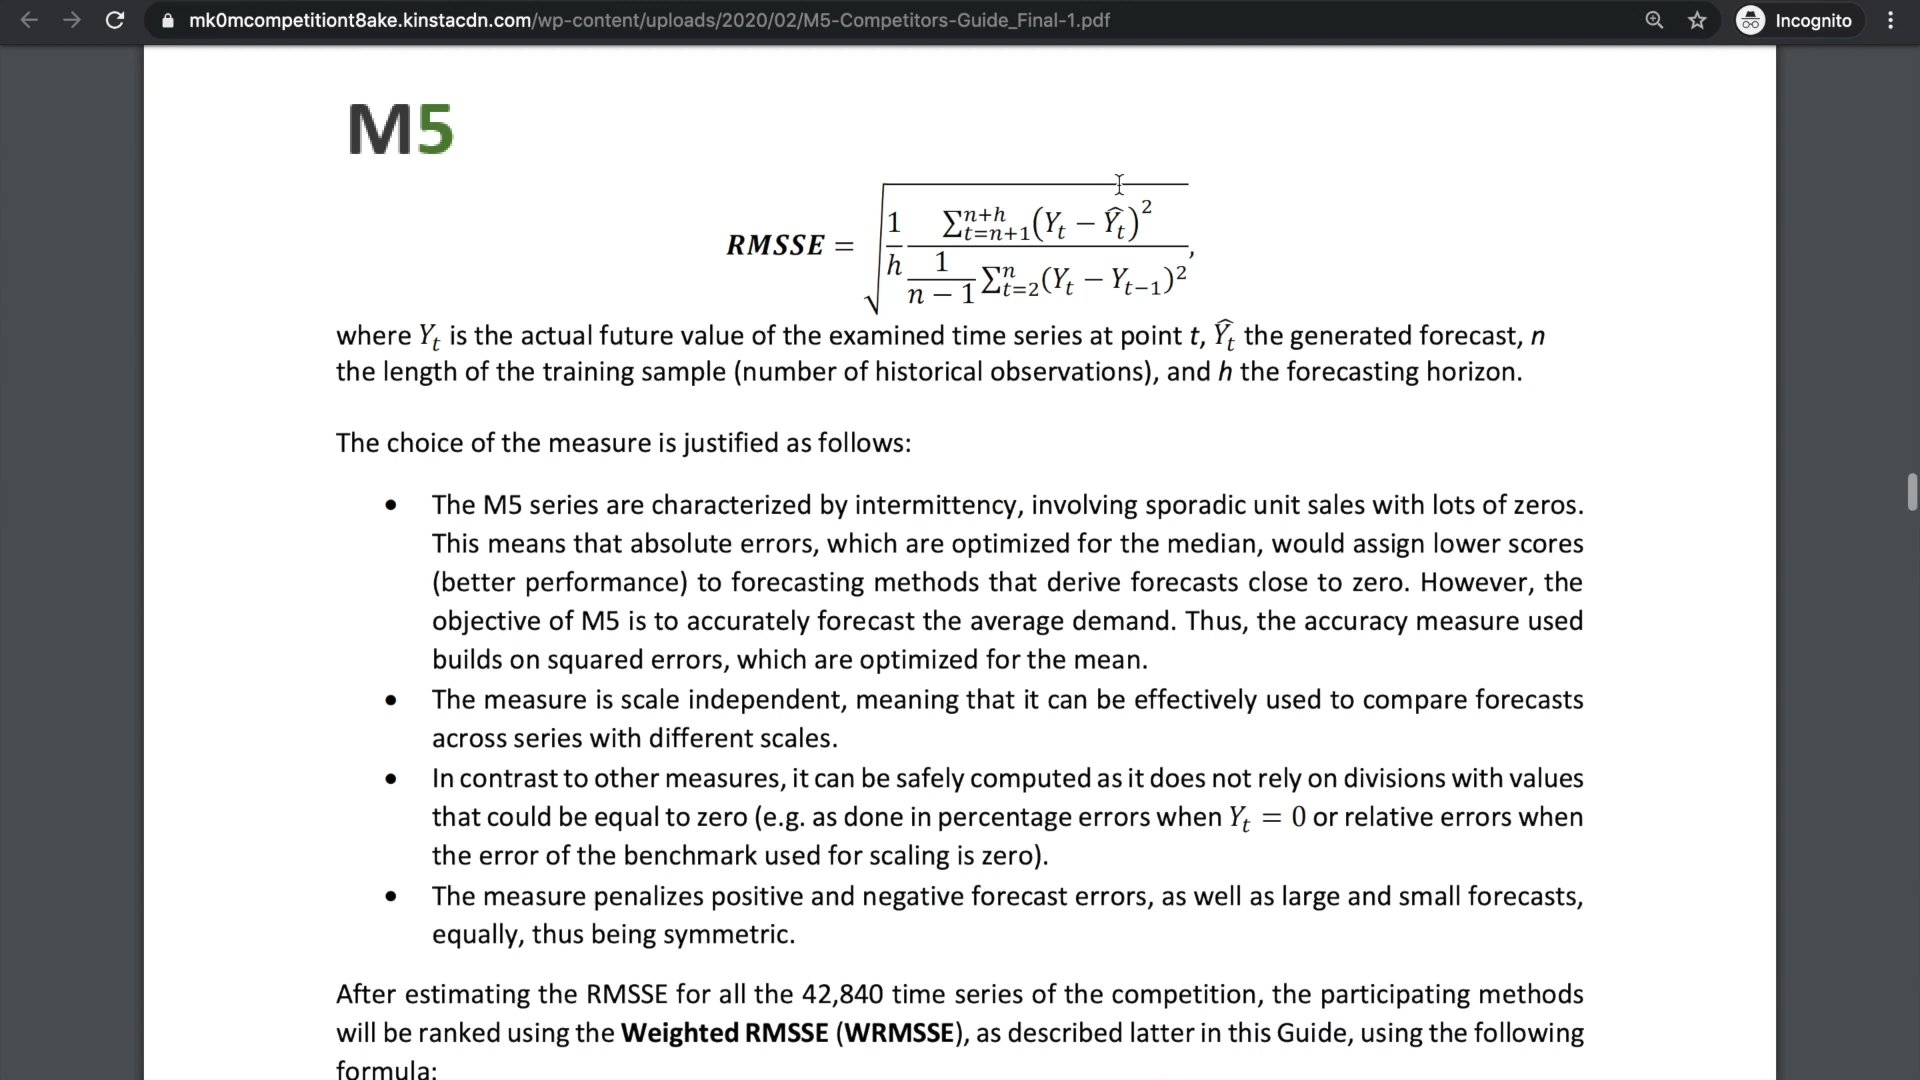 mk0mcompetitiont8ake.kinstacdn.com/wp-content/uploads/2020/02/M5-Competitors-Guide_Final-1.pdf
Incognito
M5
RMSSE = √(1/h · Σ_{t=n+1}^{n+h}(Y_t − Ŷ_t)² / (1/(n − 1) Σ_{t=2}^{n}(Y_t − Y_{t−1})²)),
where Y_t is the actual future value of the examined time series at point t, Ŷ_t the generated forecast, n
the length of the training sample (number of historical observations), and h the forecasting horizon.
The choice of the measure is justified as follows:
• The M5 series are characterized by intermittency, involving sporadic unit sales with lots of zeros.
This means that absolute errors, which are optimized for the median, would assign lower scores
(better performance) to forecasting methods that derive forecasts close to zero. However, the
objective of M5 is to accurately forecast the average demand. Thus, the accuracy measure used
builds on squared errors, which are optimized for the mean.
• The measure is scale independent, meaning that it can be effectively used to compare forecasts
across series with different scales.
• In contrast to other measures, it can be safely computed as it does not rely on divisions with values
that could be equal to zero (e.g. as done in percentage errors when Y_t = 0 or relative errors when
the error of the benchmark used for scaling is zero).
• The measure penalizes positive and negative forecast errors, as well as large and small forecasts,
equally, thus being symmetric.
After estimating the RMSSE for all the 42,840 time series of the competition, the participating methods
will be ranked using the Weighted RMSSE (WRMSSE), as described latter in this Guide, using the following
formula: